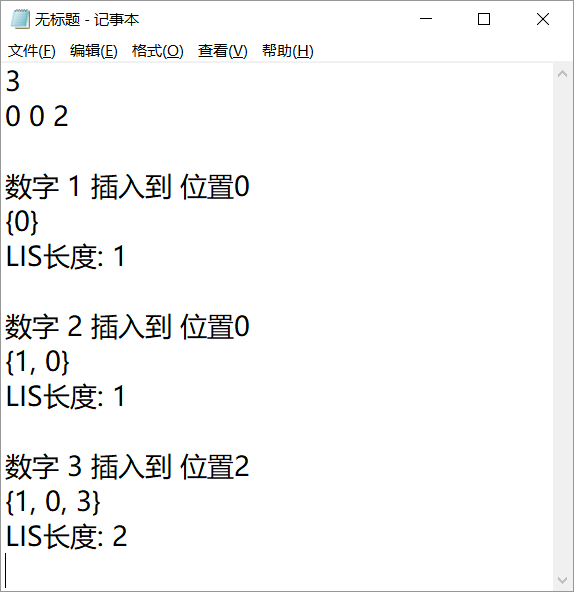 无标题 - 记事本
文件(F) 编辑(E) 格式(O) 查看(V) 帮助(H)
3
0 0 2
数字 1 插入到 位置0
{0}
LIS长度: 1
数字 2 插入到 位置0
{1, 0}
LIS长度: 1
数字 3 插入到 位置2
{1, 0, 3}
LIS长度: 2